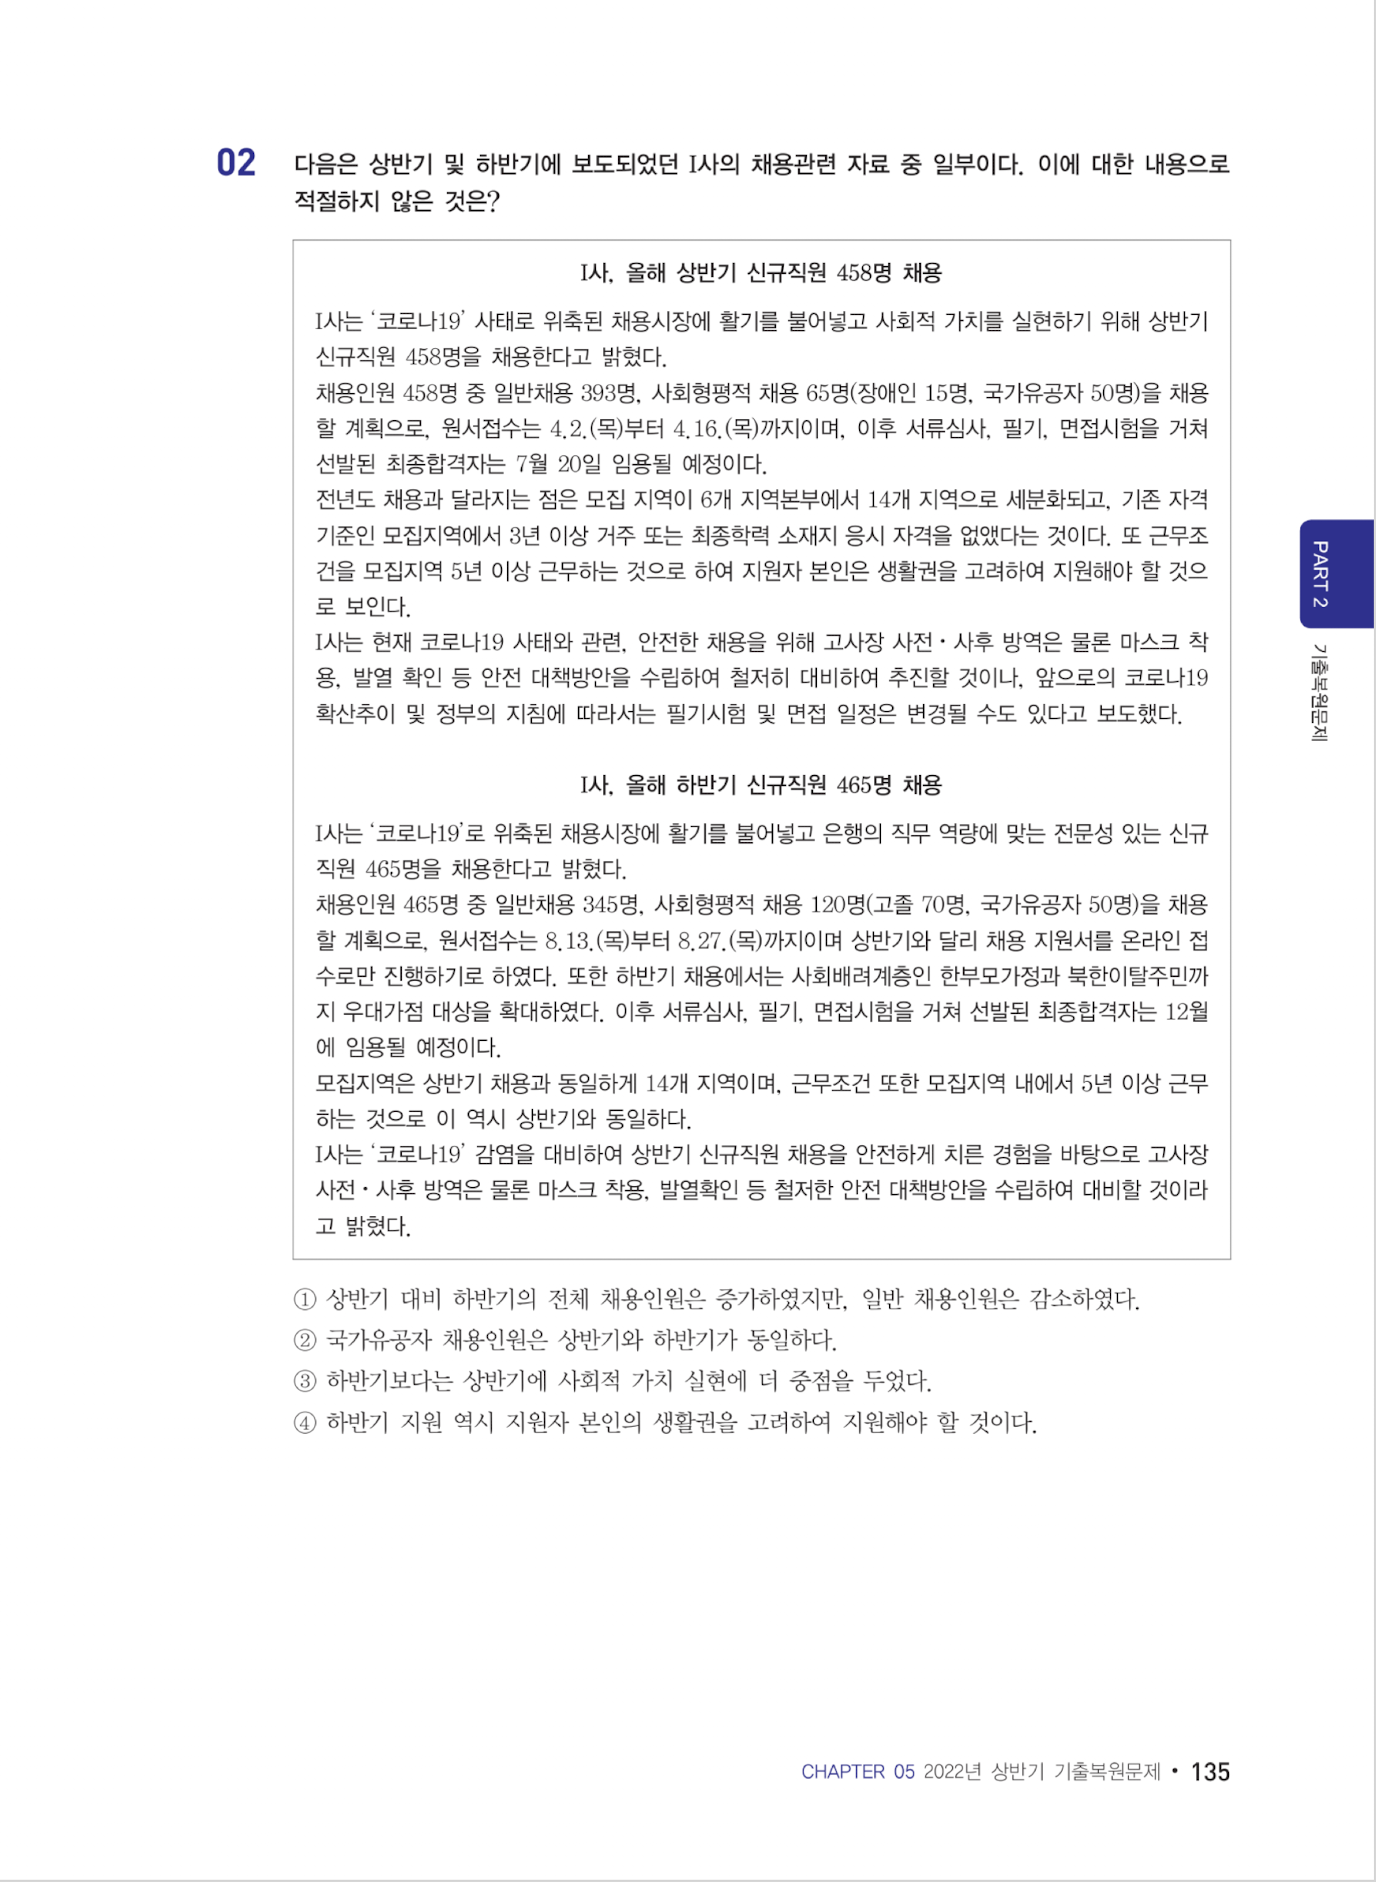 02 다음은 상반기 및 하반기에 보도되었던 I사의 채용관련 자료 중 일부이다. 이에 대한 내용으로
적절하지 않은 것은?
I사, 올해 상반기 신규직원 458명 채용
I사는 ‘코로나19’ 사태로 위축된 채용시장에 활기를 불어넣고 사회적 가치를 실현하기 위해 상반기
신규직원 458명을 채용한다고 밝혔다.
채용인원 458명 중 일반채용 393명, 사회형평적 채용 65명(장애인 15명, 국가유공자 50명)을 채용
할 계획으로, 원서접수는 4.2.(목)부터 4.16.(목)까지이며, 이후 서류심사, 필기, 면접시험을 거쳐
선발된 최종합격자는 7월 20일 임용될 예정이다.
전년도 채용과 달라지는 점은 모집 지역이 6개 지역본부에서 14개 지역으로 세분화되고, 기존 자격
기준인 모집지역에서 3년 이상 거주 또는 최종학력 소재지 응시 자격을 없앴다는 것이다. 또 근무조
건을 모집지역 5년 이상 근무하는 것으로 하여 지원자 본인은 생활권을 고려하여 지원해야 할 것으
로 보인다.
I사는 현재 코로나19 사태와 관련, 안전한 채용을 위해 고사장 사전·사후 방역은 물론 마스크 착
용, 발열 확인 등 안전 대책방안을 수립하여 철저히 대비하여 추진할 것이나, 앞으로의 코로나19
확산추이 및 정부의 지침에 따라서는 필기시험 및 면접 일정은 변경될 수도 있다고 보도했다.
I사, 올해 하반기 신규직원 465명 채용
I사는 ‘코로나19’로 위축된 채용시장에 활기를 불어넣고 은행의 직무 역량에 맞는 전문성 있는 신규
직원 465명을 채용한다고 밝혔다.
채용인원 465명 중 일반채용 345명, 사회형평적 채용 120명(고졸 70명, 국가유공자 50명)을 채용
할 계획으로, 원서접수는 8.13.(목)부터 8.27.(목)까지이며 상반기와 달리 채용 지원서를 온라인 접
수로만 진행하기로 하였다. 또한 하반기 채용에서는 사회배려계층인 한부모가정과 북한이탈주민까
지 우대가점 대상을 확대하였다. 이후 서류심사, 필기, 면접시험을 거쳐 선발된 최종합격자는 12월
에 임용될 예정이다.
모집지역은 상반기 채용과 동일하게 14개 지역이며, 근무조건 또한 모집지역 내에서 5년 이상 근무
하는 것으로 이 역시 상반기와 동일하다.
I사는 ‘코로나19’ 감염을 대비하여 상반기 신규직원 채용을 안전하게 치른 경험을 바탕으로 고사장
사전·사후 방역은 물론 마스크 착용, 발열확인 등 철저한 안전 대책방안을 수립하여 대비할 것이라
고 밝혔다.
① 상반기 대비 하반기의 전체 채용인원은 증가하였지만, 일반 채용인원은 감소하였다.
② 국가유공자 채용인원은 상반기와 하반기가 동일하다.
③ 하반기보다는 상반기에 사회적 가치 실현에 더 중점을 두었다.
④ 하반기 지원 역시 지원자 본인의 생활권을 고려하여 지원해야 할 것이다.
PART 2 기출복원문제
CHAPTER 05 2022년 상반기 기출복원문제 • 135